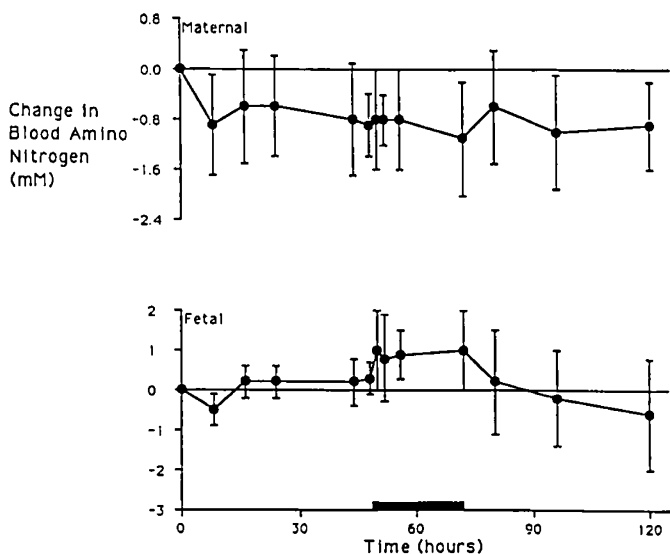 0.8
Maternal
0.0
Change in
Blood Amino
Nitrogen
(mM)
-0.8
-1.6
-2.4
2
Fetal
1
0
-1
-2
-3
0
30
60
90
120
Time (hours)